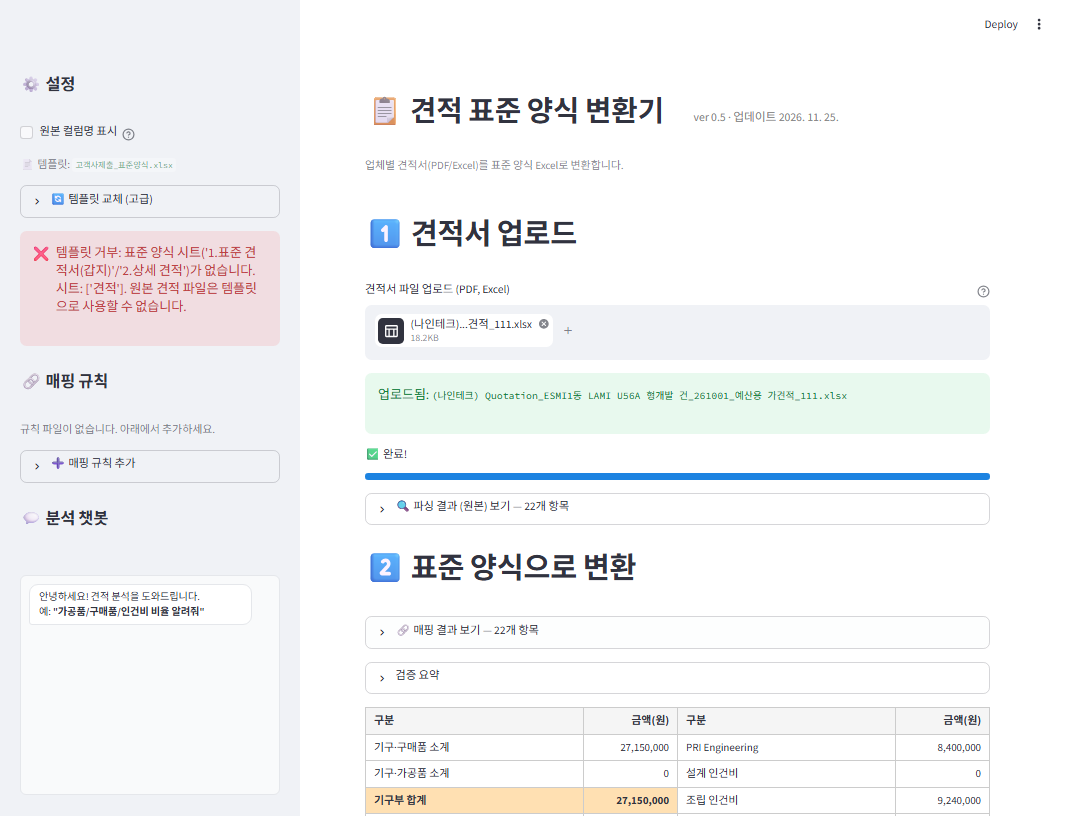 Deploy
설정
원본 컬럼명 표시
템플릿: 고객사제출_표준양식.xlsx
템플릿 교체 (고급)
템플릿 거부: 표준 양식 시트('1.표준 견
적서(갑지)'/'2.상세 견적')가 없습니다.
시트: ['견적']. 원본 견적 파일은 템플릿
으로 사용할 수 없습니다.
매핑 규칙
규칙 파일이 없습니다. 아래에서 추가하세요.
매핑 규칙 추가
분석 챗봇
안녕하세요! 견적 분석을 도와드립니다.
예: "가공품/구매품/인건비 비율 알려줘"
견적 표준 양식 변환기
ver 0.5 · 업데이트 2026. 11. 25.
업체별 견적서(PDF/Excel)를 표준 양식 Excel로 변환합니다.
1 견적서 업로드
견적서 파일 업로드 (PDF, Excel)
(나인테크)...견적_111.xlsx
18.2KB
업로드됨: (나인테크) Quotation_ESMI1동 LAMI U56A 형개발 건_261001_예산용 가견적_111.xlsx
완료!
파싱 결과 (원본) 보기 — 22개 항목
2 표준 양식으로 변환
매핑 결과 보기 — 22개 항목
검증 요약
구분 금액(원) 구분 금액(원)
기구·구매품 소계 27,150,000 PRI Engineering 8,400,000
기구·가공품 소계 0 설계 인건비 0
기구부 합계 27,150,000 조립 인건비 9,240,000